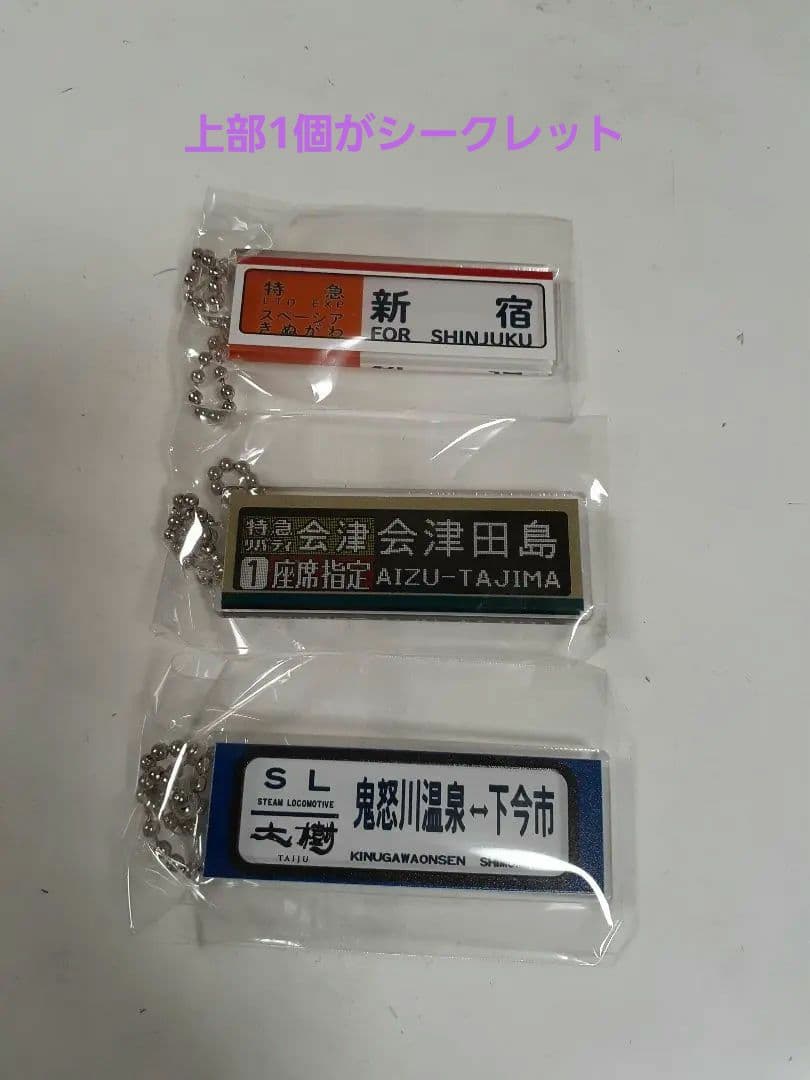 上部1個がシークレット
特急
LTD EXP
スペーシア
きぬがわ
新宿
FOR SHINJUKU
特急
リバティ
会津
会津田島
1 座席指定
AIZU-TAJIMA
SL
STEAM LOCOMOTIVE
大樹
TAIJU
鬼怒川温泉↔下今市
KINUGAWAONSEN